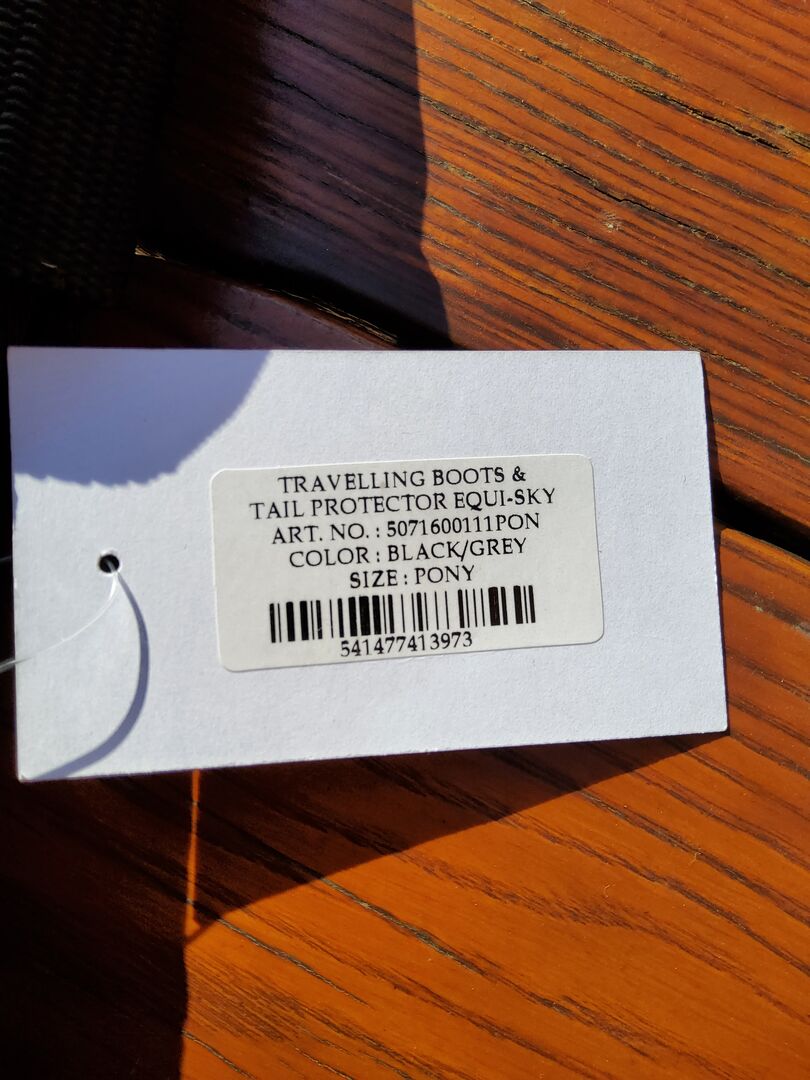 TRAVELLING BOOTS &
TAIL PROTECTOR EQUI-SKY
ART. NO. : 5071600111PON
COLOR : BLACK/GREY
SIZE : PONY
541477413973